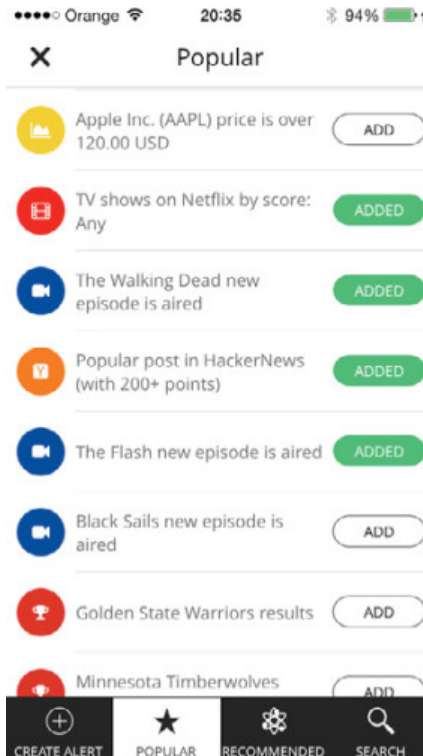 Orange 20:35 94%
Popular
Apple Inc. (AAPL) price is over
120.00 USD
ADD
TV shows on Netflix by score:
Any
ADDED
The Walking Dead new
episode is aired
ADDED
Y
Popular post in HackerNews
(with 200+ points)
ADDED
The Flash new episode is aired
ADDED
Black Sails new episode is
aired
ADD
Golden State Warriors results
ADD
Minnesota Timberwolves
ADD
CREATE ALERT POPULAR RECOMMENDED SEARCH